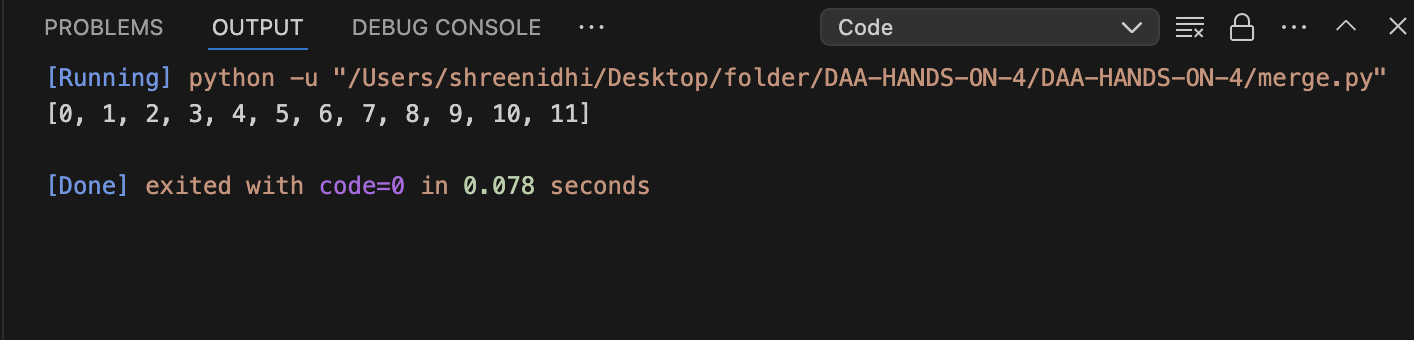 PROBLEMS OUTPUT DEBUG CONSOLE ··· Code ···
[Running] python -u "/Users/shreenidhi/Desktop/folder/DAA-HANDS-ON-4/DAA-HANDS-ON-4/merge.py"
[0, 1, 2, 3, 4, 5, 6, 7, 8, 9, 10, 11]
[Done] exited with code=0 in 0.078 seconds